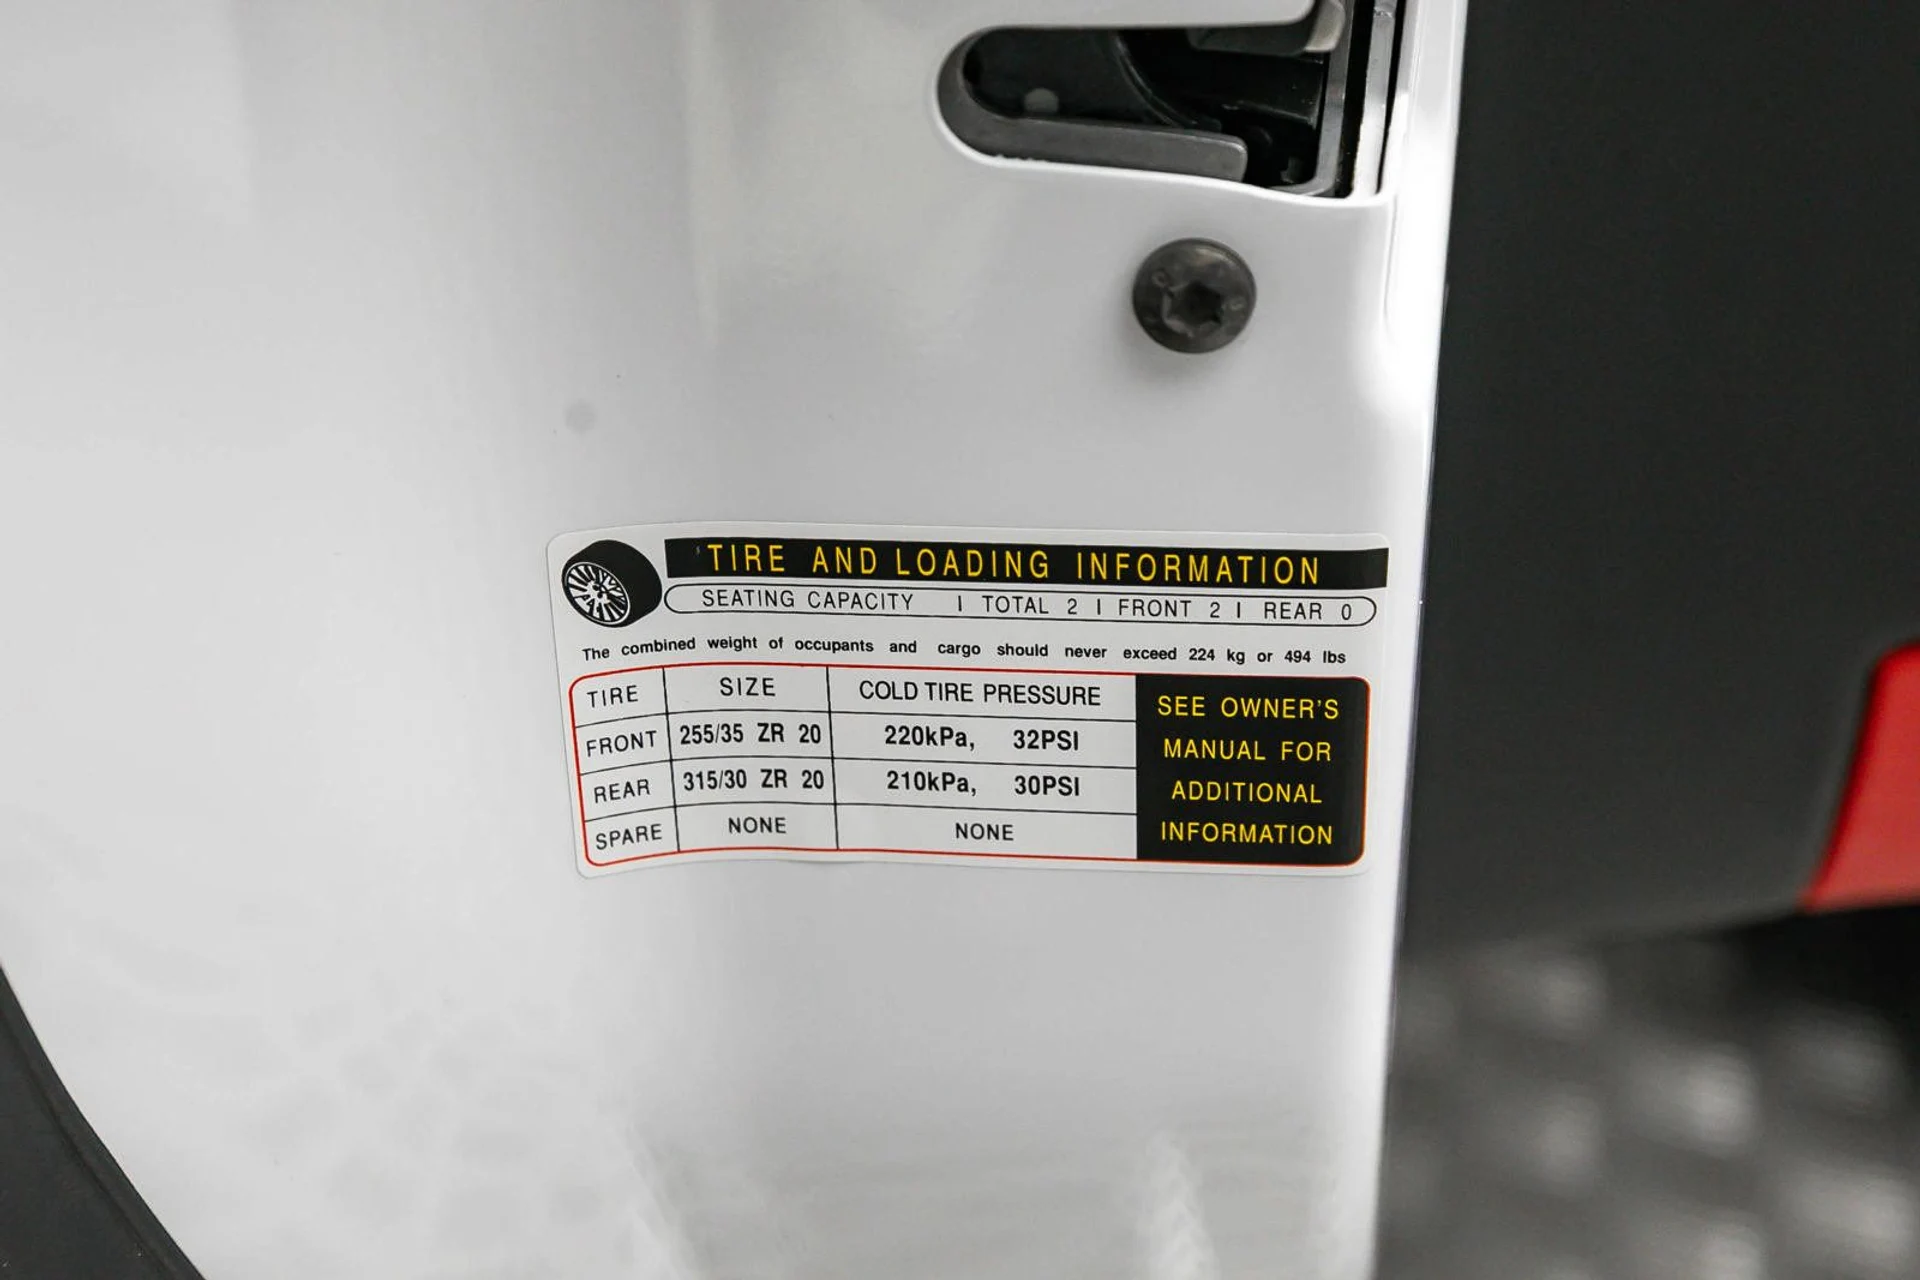 TIRE AND LOADING INFORMATION
SEATING CAPACITY | TOTAL 2 | FRONT 2 | REAR 0
The combined weight of occupants and cargo should never exceed 224 kg or 494 lbs
TIRE SIZE COLD TIRE PRESSURE
FRONT 255/35 ZR 20 220kPa, 32PSI
REAR 315/30 ZR 20 210kPa, 30PSI
SPARE NONE NONE
SEE OWNER'S
MANUAL FOR
ADDITIONAL
INFORMATION